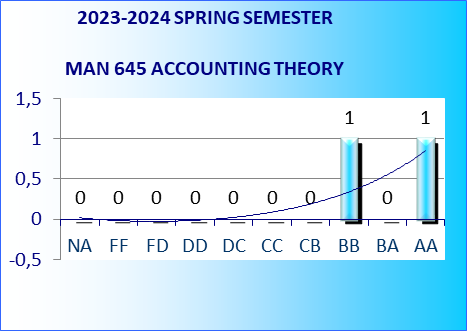 2023-2024 SPRING SEMESTER
MAN 645 ACCOUNTING THEORY
1,5
1
0,5
0
-0,5
0 0 0 0 0 0 0 1 0 1
NA FF FD DD DC CC CB BB BA AA